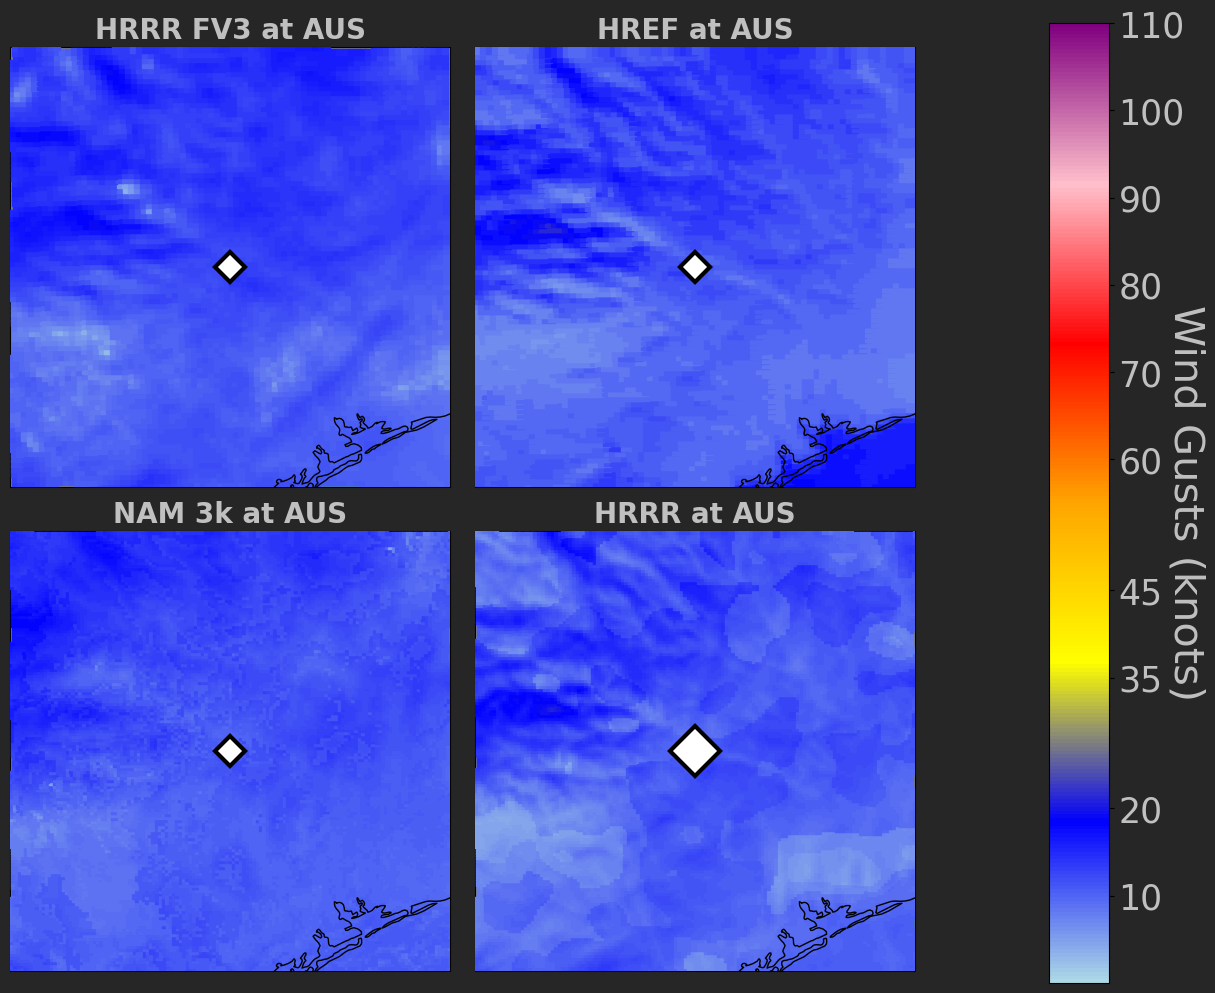 HRRR FV3 at AUS
HREF at AUS
NAM 3k at AUS
HRRR at AUS
110
100
90
80
70
60
45
35
20
10
Wind Gusts (knots)